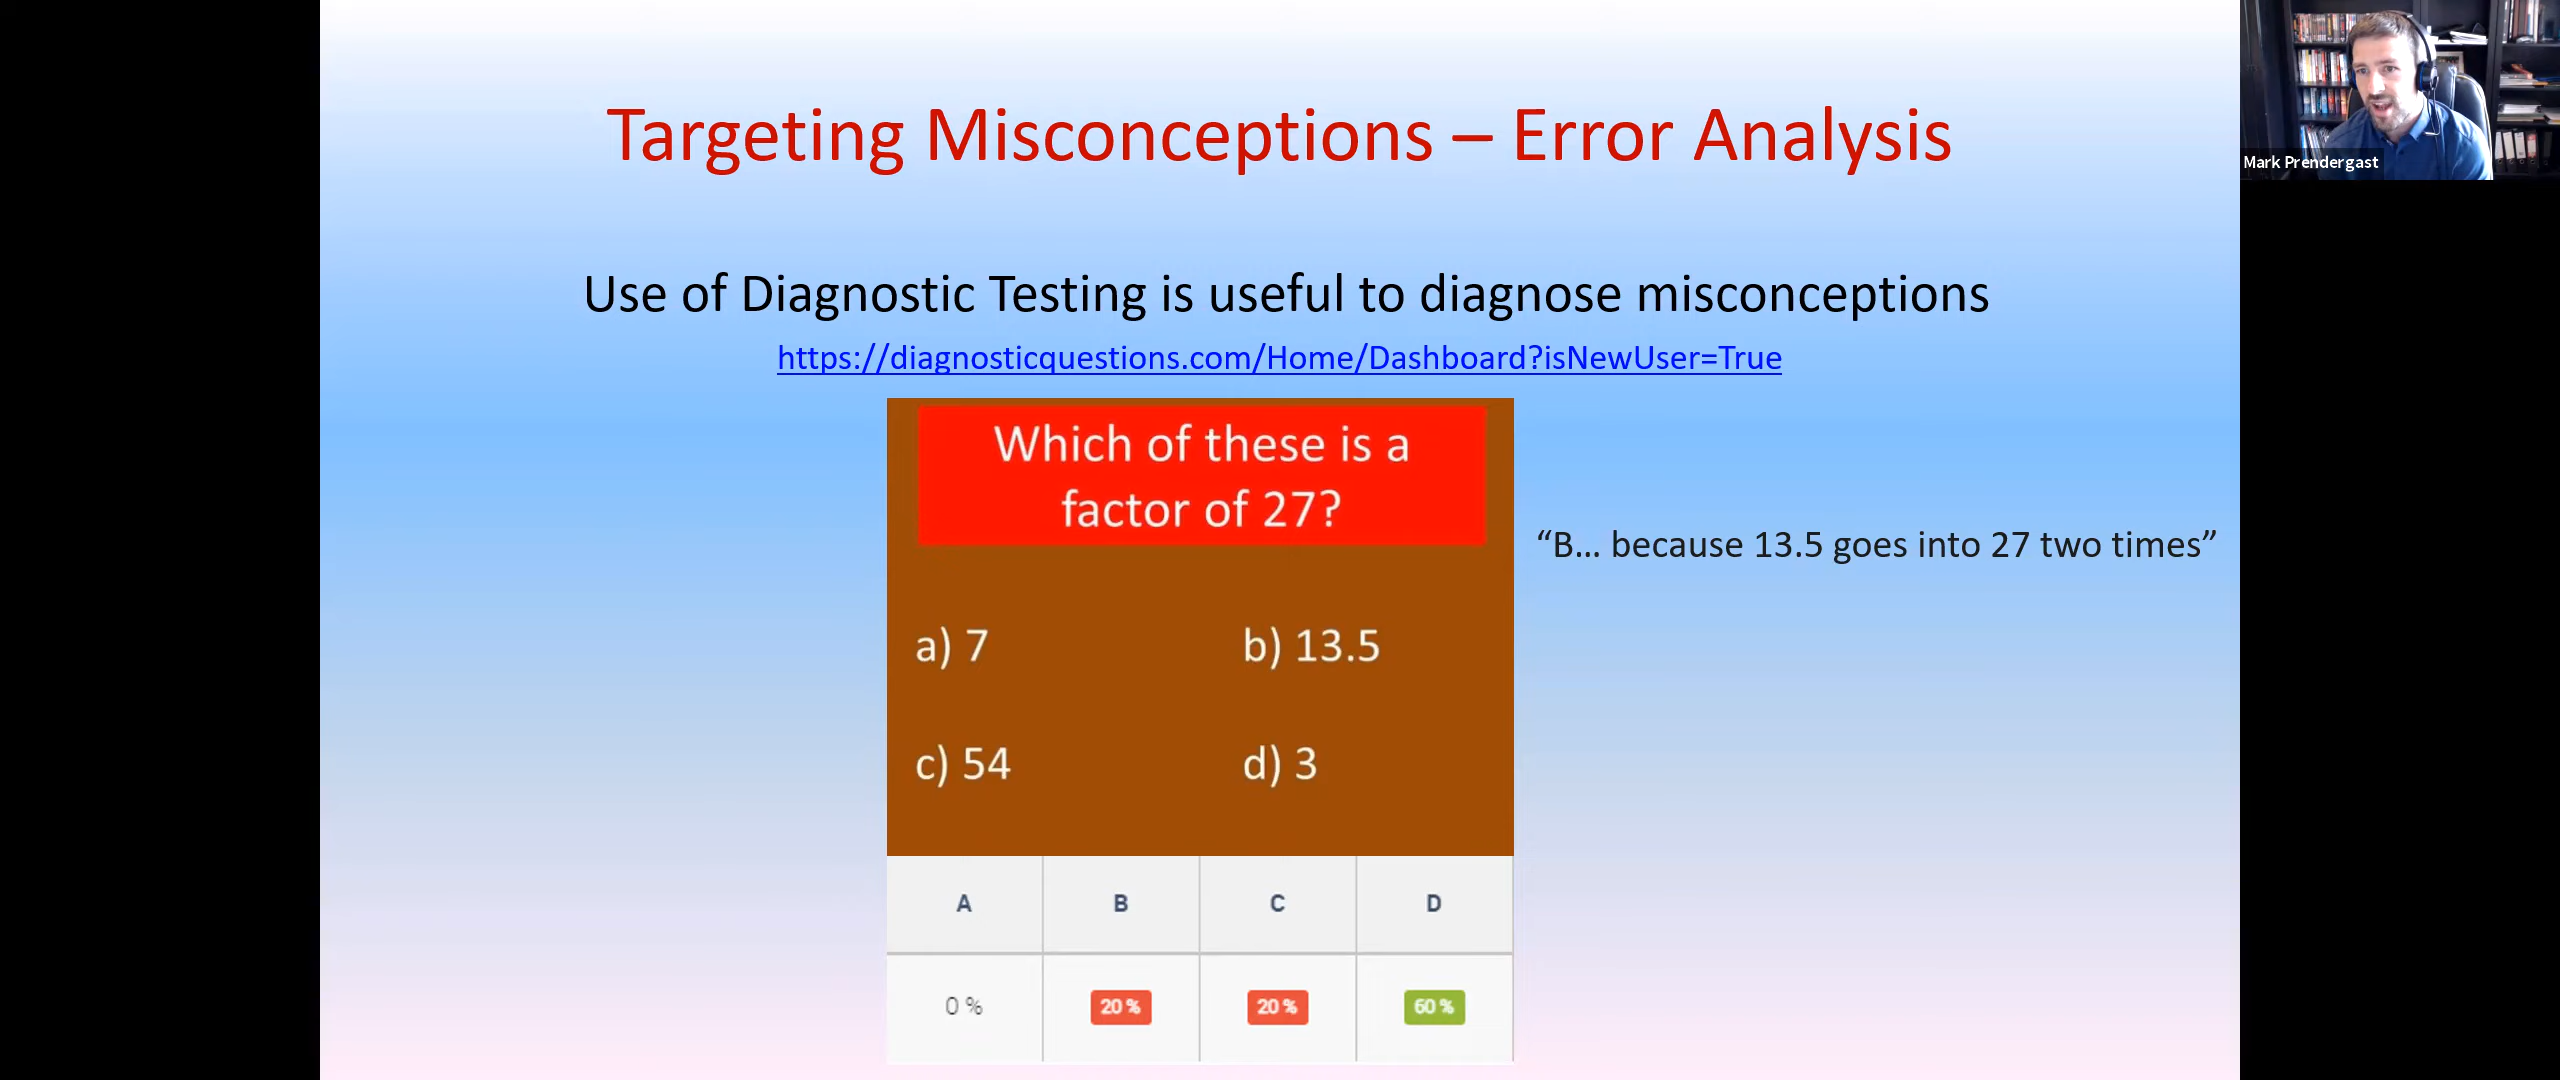 Targeting Misconceptions – Error Analysis
Mark Prendergast
Use of Diagnostic Testing is useful to diagnose misconceptions
https://diagnosticquestions.com/Home/Dashboard?isNewUser=True
Which of these is a
factor of 27?
“B… because 13.5 goes into 27 two times”
a) 7
b) 13.5
c) 54
d) 3
A B C D
0 % 20 % 20 % 60 %